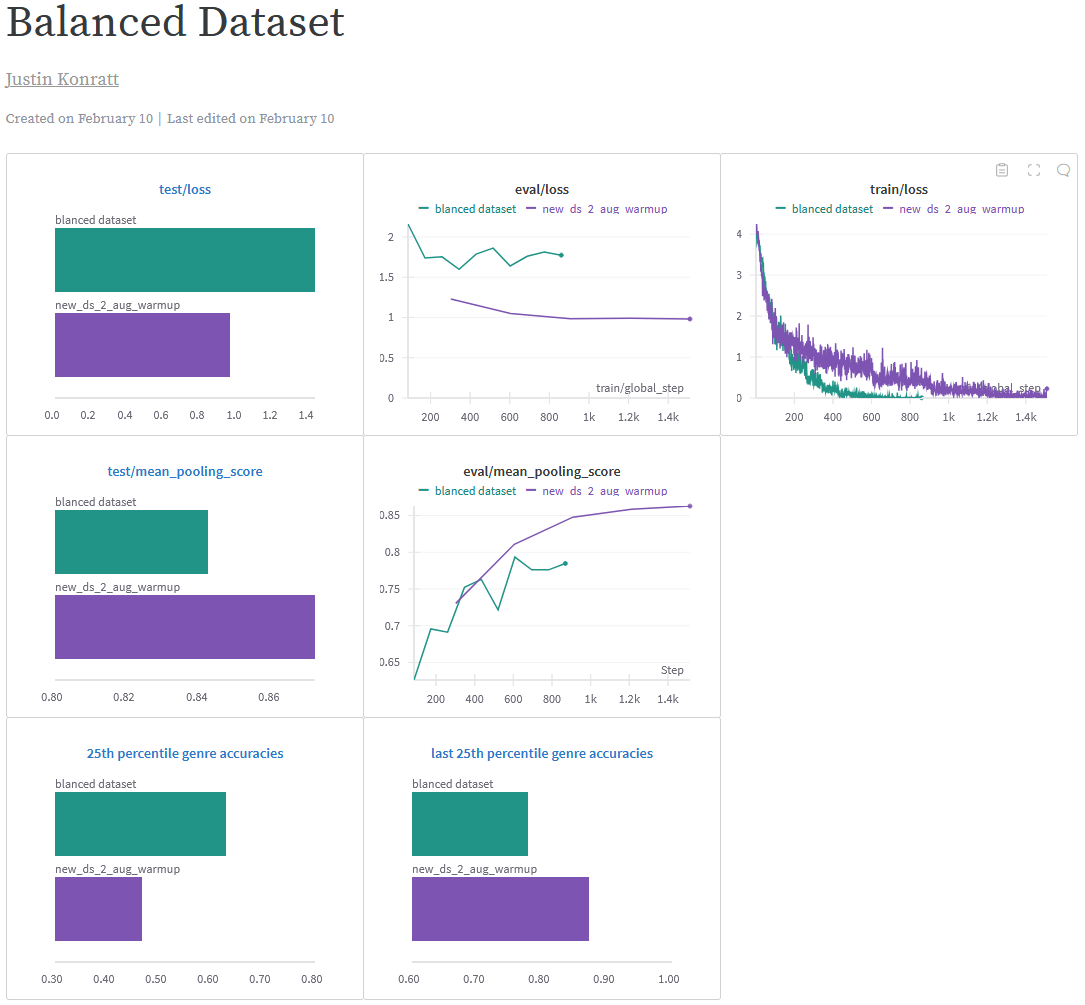 Balanced Dataset
Justin Konratt
Created on February 10 | Last edited on February 10
test/loss
blanced dataset
new_ds_2_aug_warmup
0.0 0.2 0.4 0.6 0.8 1.0 1.2 1.4
eval/loss
blanced dataset new_ds_2_aug_warmup
2
1.5
1
0.5
0
train/global_step
200 400 600 800 1k 1.2k 1.4k
train/loss
blanced dataset new_ds_2_aug_warmup
4
3
2
1
0
train/global_step
200 400 600 800 1k 1.2k 1.4k
test/mean_pooling_score
blanced dataset
new_ds_2_aug_warmup
0.80 0.82 0.84 0.86
eval/mean_pooling_score
blanced dataset new_ds_2_aug_warmup
0.85
0.8
0.75
0.7
0.65
Step
200 400 600 800 1k 1.2k 1.4k
25th percentile genre accuracies
blanced dataset
new_ds_2_aug_warmup
0.30 0.40 0.50 0.60 0.70 0.80
last 25th percentile genre accuracies
blanced dataset
new_ds_2_aug_warmup
0.60 0.70 0.80 0.90 1.00